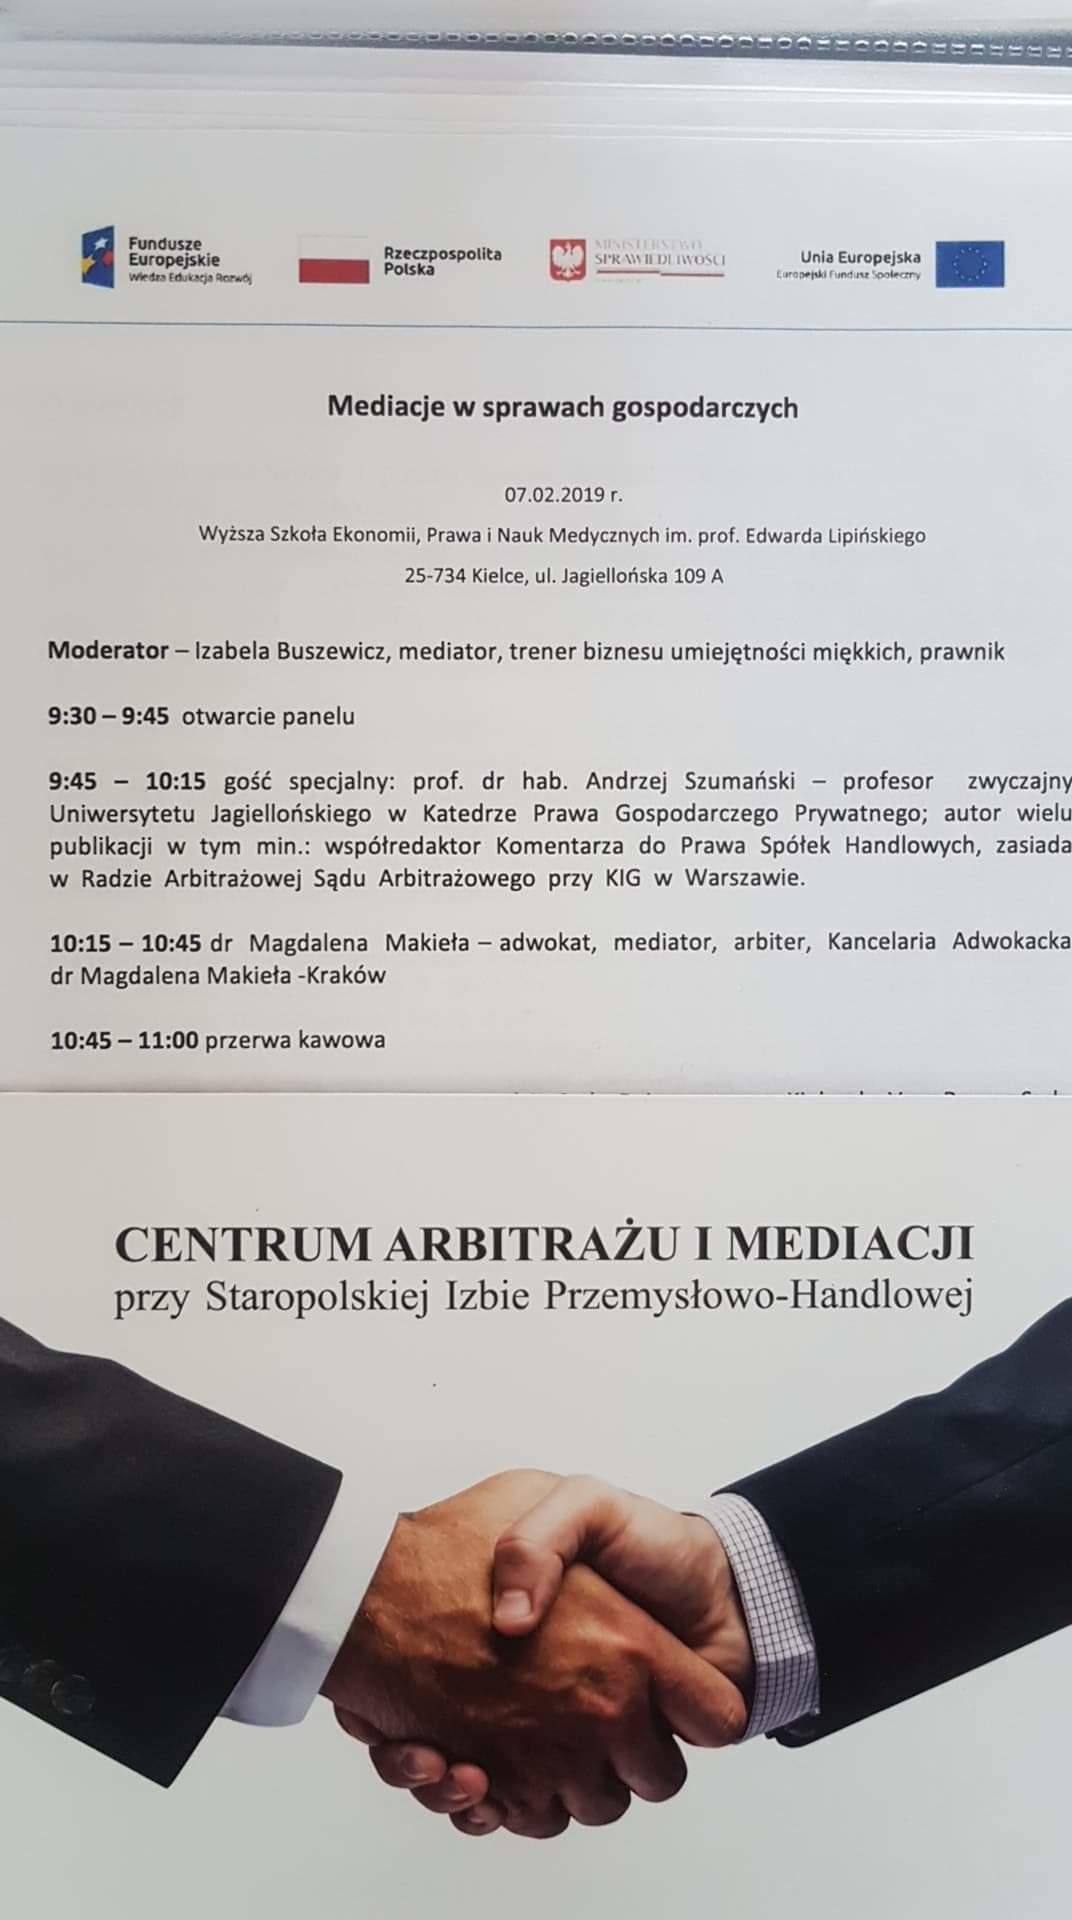 Fundusze
Europejskie
Wiedza Edukacja Rozwój
Rzeczpospolita
Polska
MINISTERSTWO
SPRAWIEDLIWOŚCI
Unia Europejska
Europejski Fundusz Społeczny
Mediacje w sprawach gospodarczych
07.02.2019 r.
Wyższa Szkoła Ekonomii, Prawa i Nauk Medycznych im. prof. Edwarda Lipińskiego
25-734 Kielce, ul. Jagiellońska 109 A
Moderator – Izabela Buszewicz, mediator, trener biznesu umiejętności miękkich, prawnik
9:30 – 9:45 otwarcie panelu
9:45 – 10:15 gość specjalny: prof. dr hab. Andrzej Szumański – profesor zwyczajny
Uniwersytetu Jagiellońskiego w Katedrze Prawa Gospodarczego Prywatnego; autor wielu
publikacji w tym min.: współredaktor Komentarza do Prawa Spółek Handlowych, zasiada
w Radzie Arbitrażowej Sądu Arbitrażowego przy KIG w Warszawie.
10:15 – 10:45 dr Magdalena Makieła – adwokat, mediator, arbiter, Kancelaria Adwokacka
dr Magdalena Makieła -Kraków
10:45 – 11:00 przerwa kawowa
CENTRUM ARBITRAŻU I MEDIACJI
przy Staropolskiej Izbie Przemysłowo-Handlowej